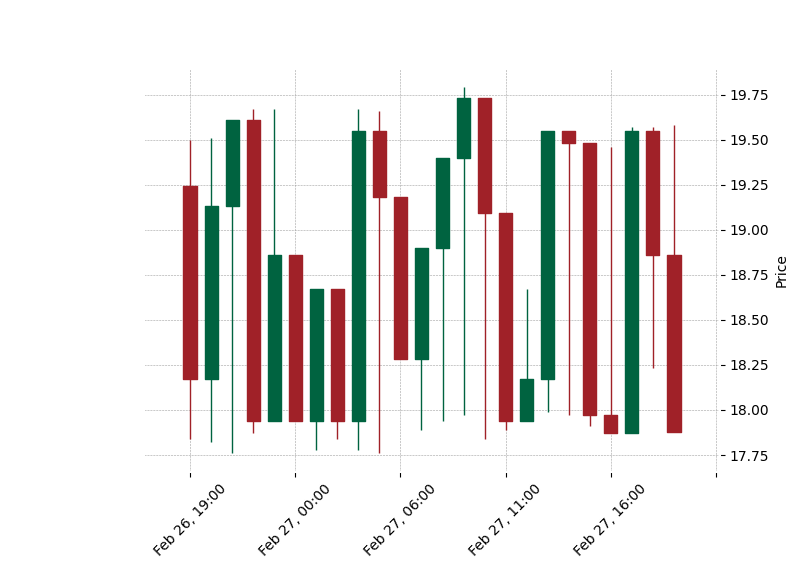 19.75
19.50
19.25
19.00
18.75
18.50
18.25
18.00
17.75
Price
Feb 26, 19:00
Feb 27, 00:00
Feb 27, 06:00
Feb 27, 11:00
Feb 27, 16:00